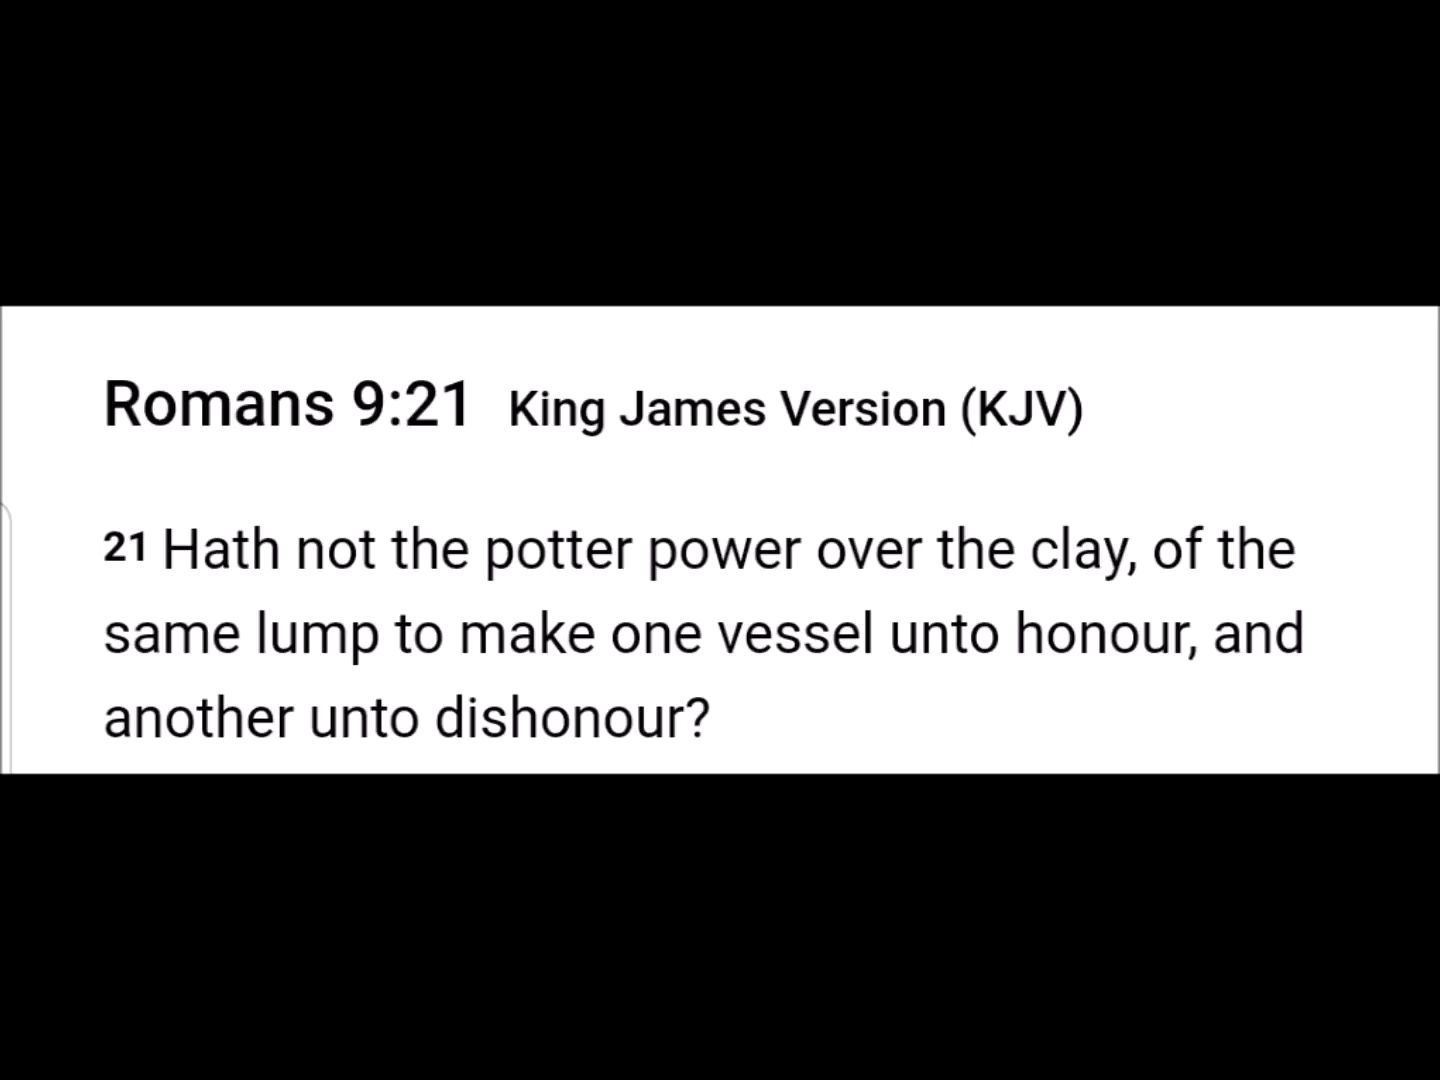 Romans 9:21 King James Version (KJV)
21 Hath not the potter power over the clay, of the
same lump to make one vessel unto honour, and
another unto dishonour?